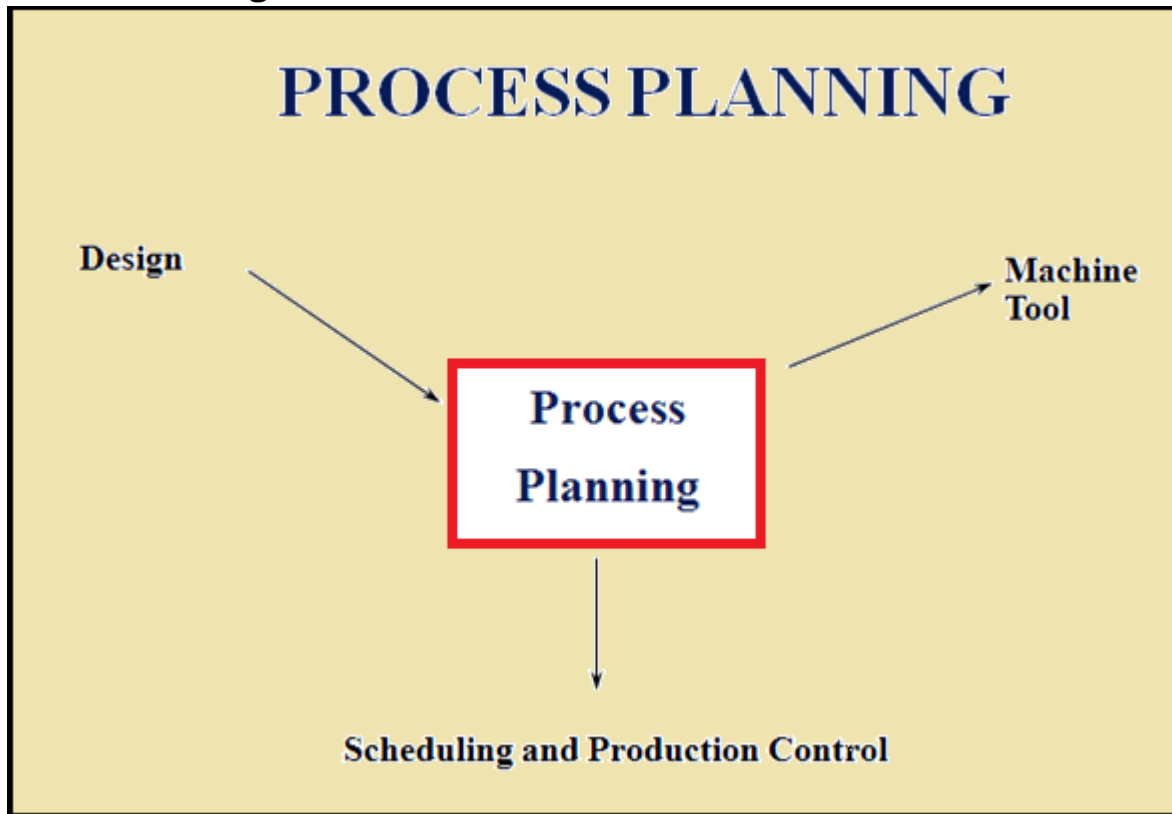 PROCESS PLANNING
Design
Machine
Tool
Process
Planning
Scheduling and Production Control